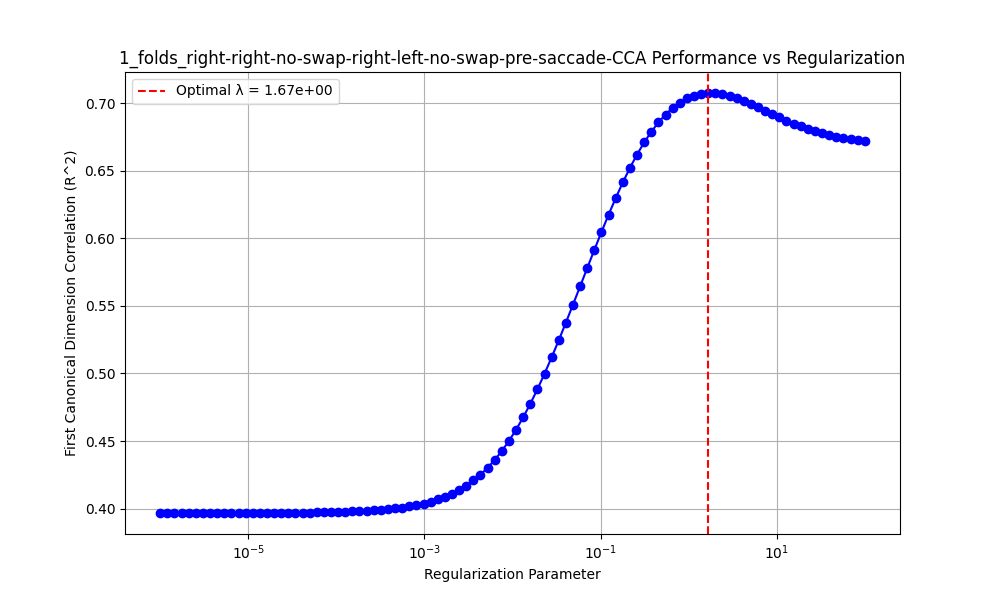 1_folds_right-right-no-swap-right-left-no-swap-pre-saccade-CCA Performance vs Regularization
Optimal λ = 1.67e+00
First Canonical Dimension Correlation (R^2)
0.70
0.65
0.60
0.55
0.50
0.45
0.40
10⁻⁵
10⁻³
10⁻¹
10¹
Regularization Parameter